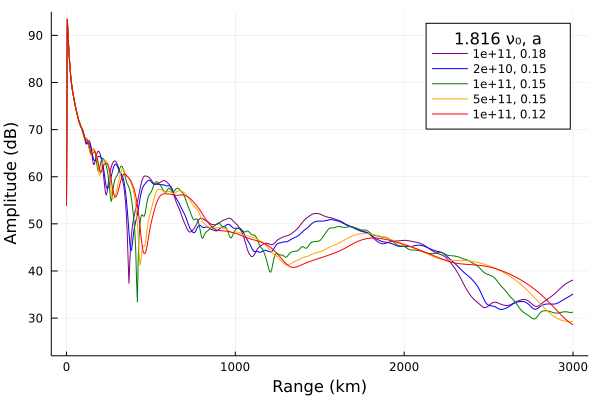 90
80
70
60
50
40
30
Amplitude (dB)
0
1000
2000
3000
Range (km)
1.816 ν₀, a
1e+11, 0.18
2e+10, 0.15
1e+11, 0.15
5e+11, 0.15
1e+11, 0.12